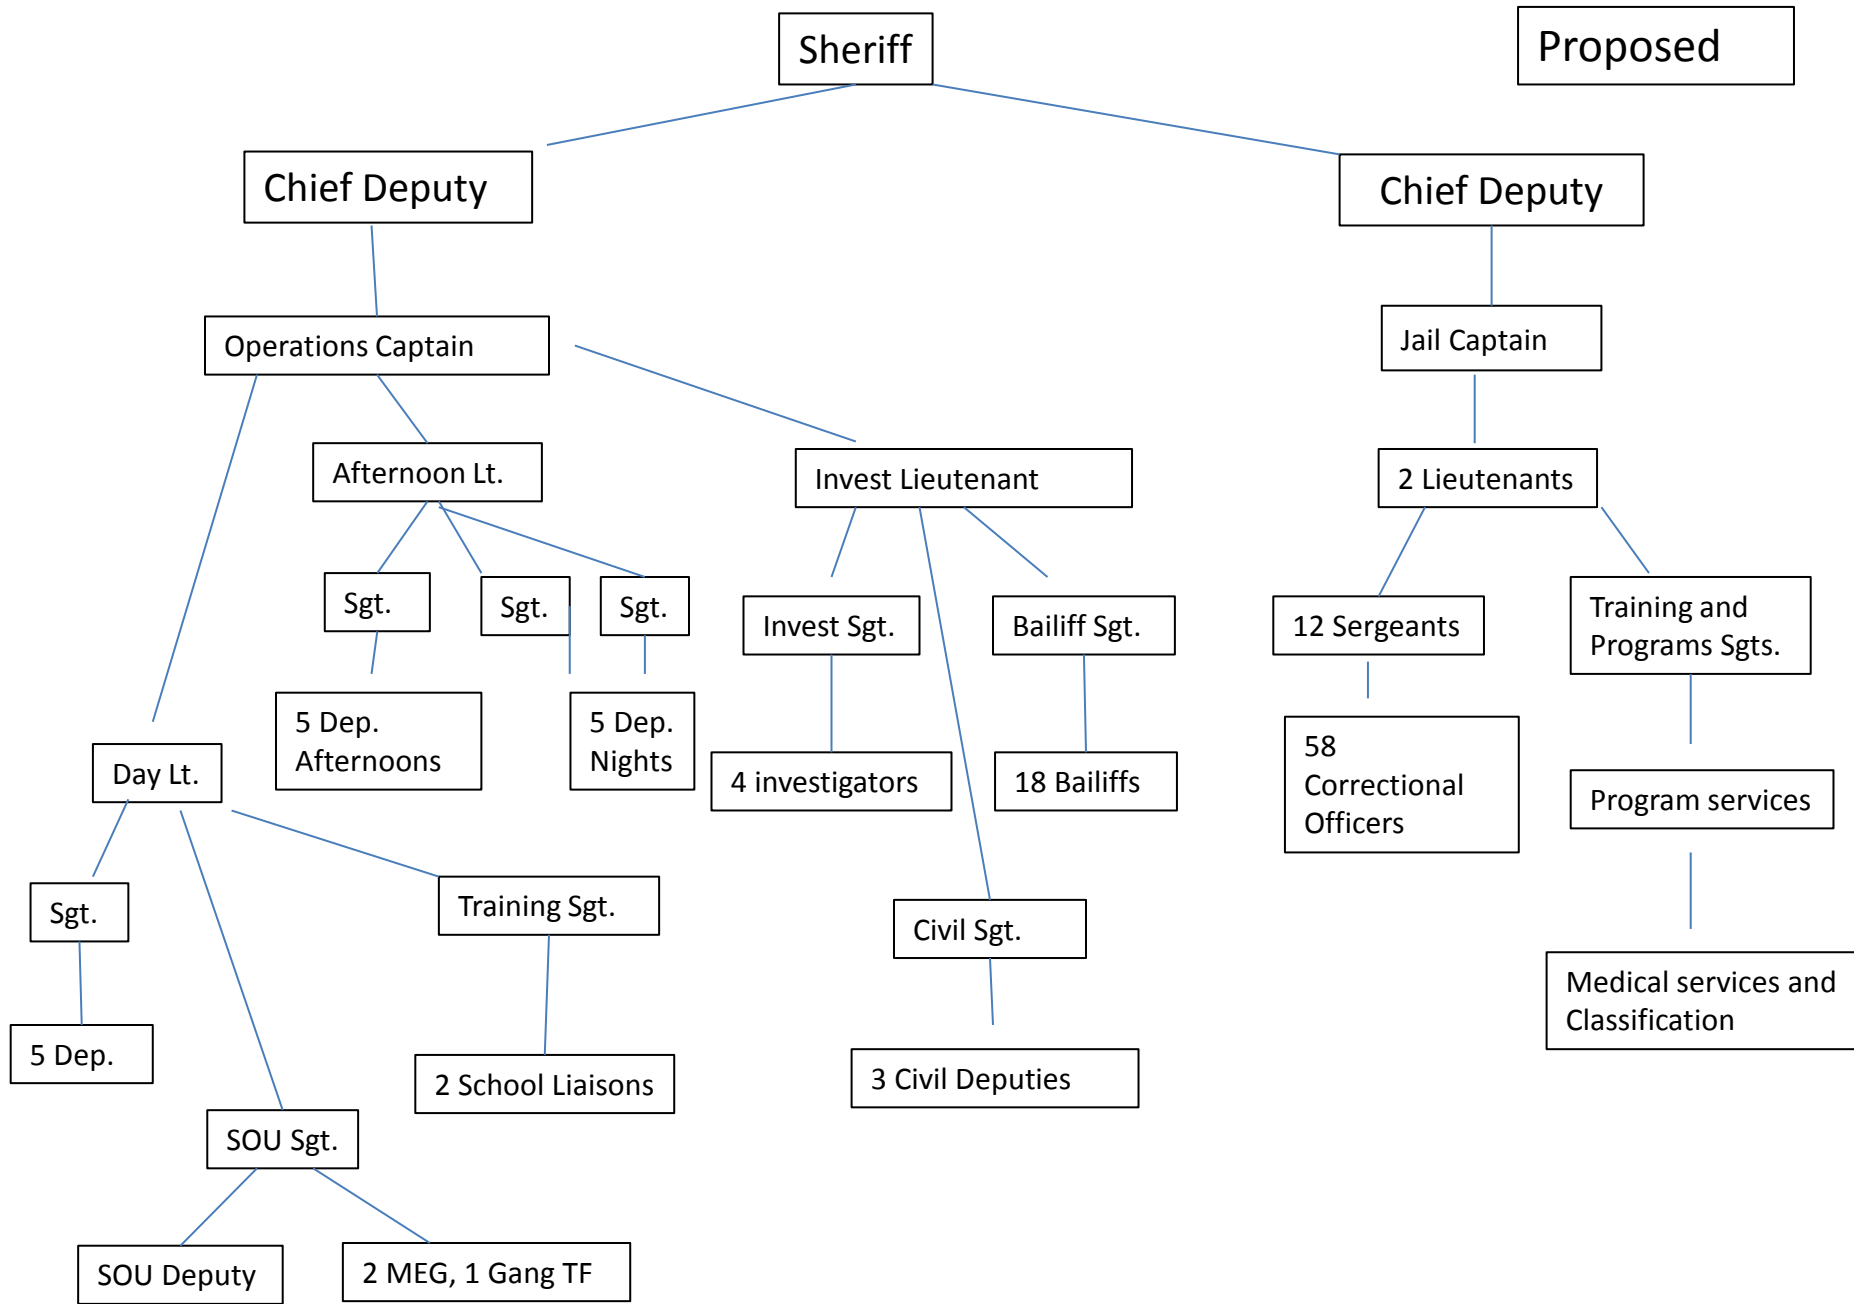 Sheriff
Proposed
Chief Deputy
Chief Deputy
Operations Captain
Jail Captain
Afternoon Lt.
Invest Lieutenant
2 Lieutenants
Sgt.
Sgt.
Sgt.
Invest Sgt.
Bailiff Sgt.
12 Sergeants
Training and
Programs Sgts.
5 Dep.
Afternoons
5 Dep.
Nights
Day Lt.
4 investigators
18 Bailiffs
58
Correctional
Officers
Program services
Sgt.
Training Sgt.
Civil Sgt.
Medical services and
Classification
5 Dep.
2 School Liaisons
3 Civil Deputies
SOU Sgt.
SOU Deputy
2 MEG, 1 Gang TF